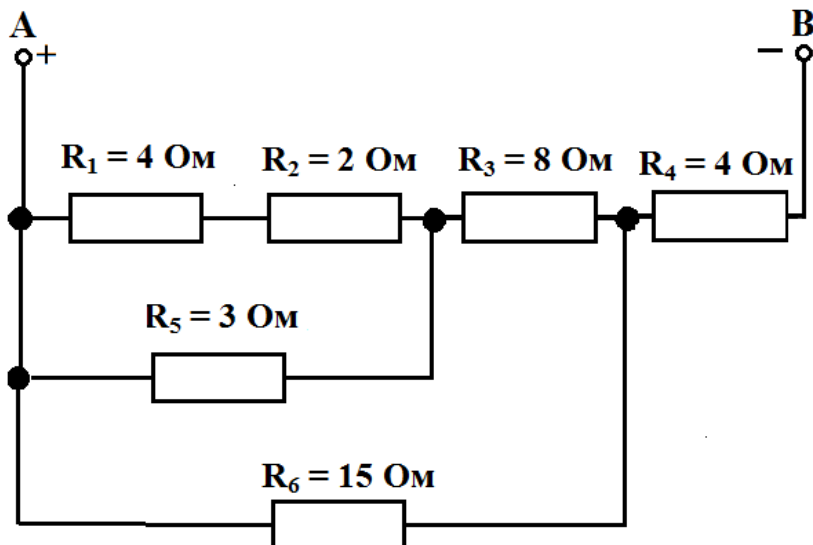 A
B
+
−
R₁ = 4 Ом
R₂ = 2 Ом
R₃ = 8 Ом
R₄ = 4 Ом
R₅ = 3 Ом
R₆ = 15 Ом